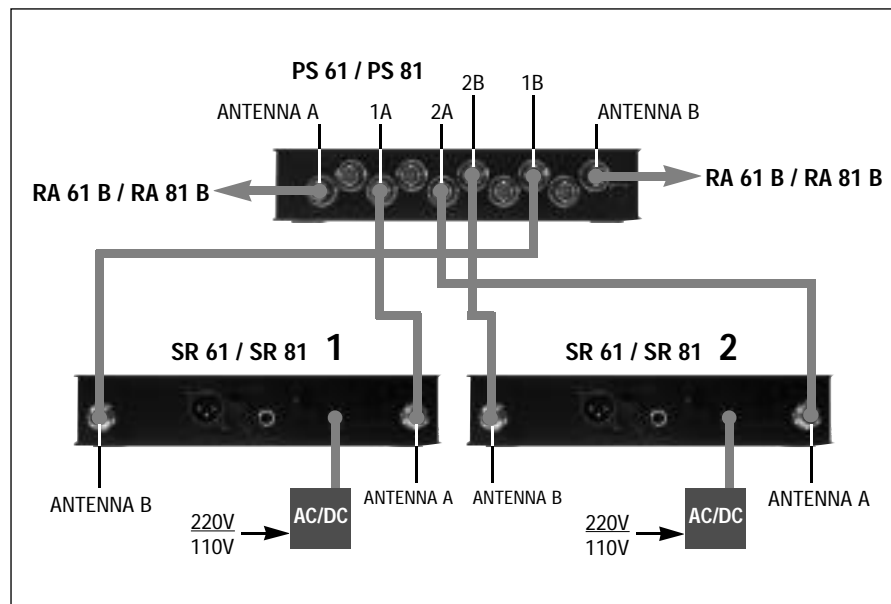 PS 61 / PS 81
2B
1B
ANTENNA A
1A
2A
ANTENNA B
RA 61 B / RA 81 B
RA 61 B / RA 81 B
SR 61 / SR 81 1
SR 61 / SR 81 2
ANTENNA B
ANTENNA A
ANTENNA B
ANTENNA A
220V
110V
AC/DC
220V
110V
AC/DC